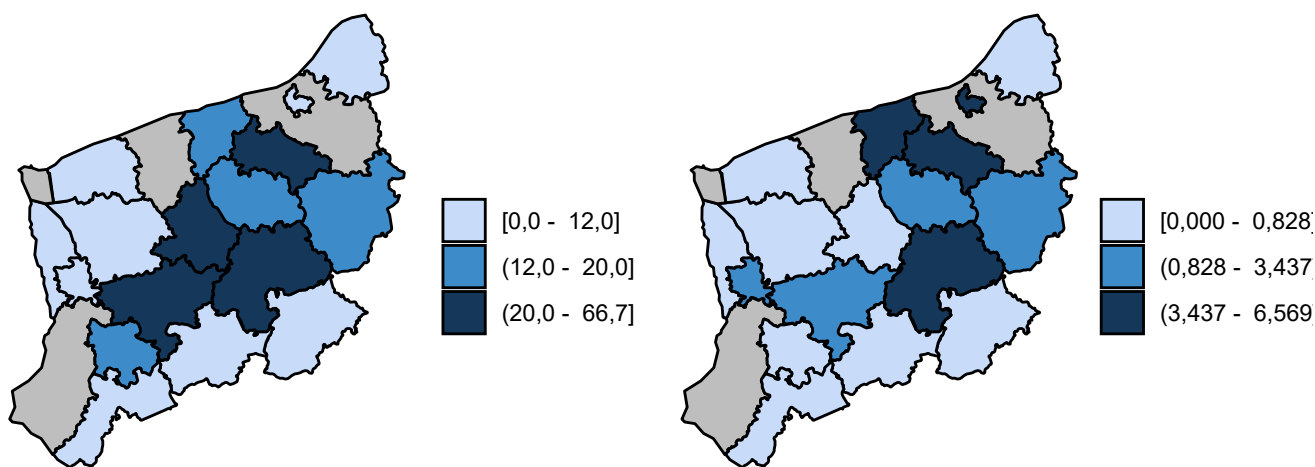 [0,0 - 12,0]
(12,0 - 20,0]
(20,0 - 66,7]
[0,000 - 0,828]
(0,828 - 3,437]
(3,437 - 6,569]